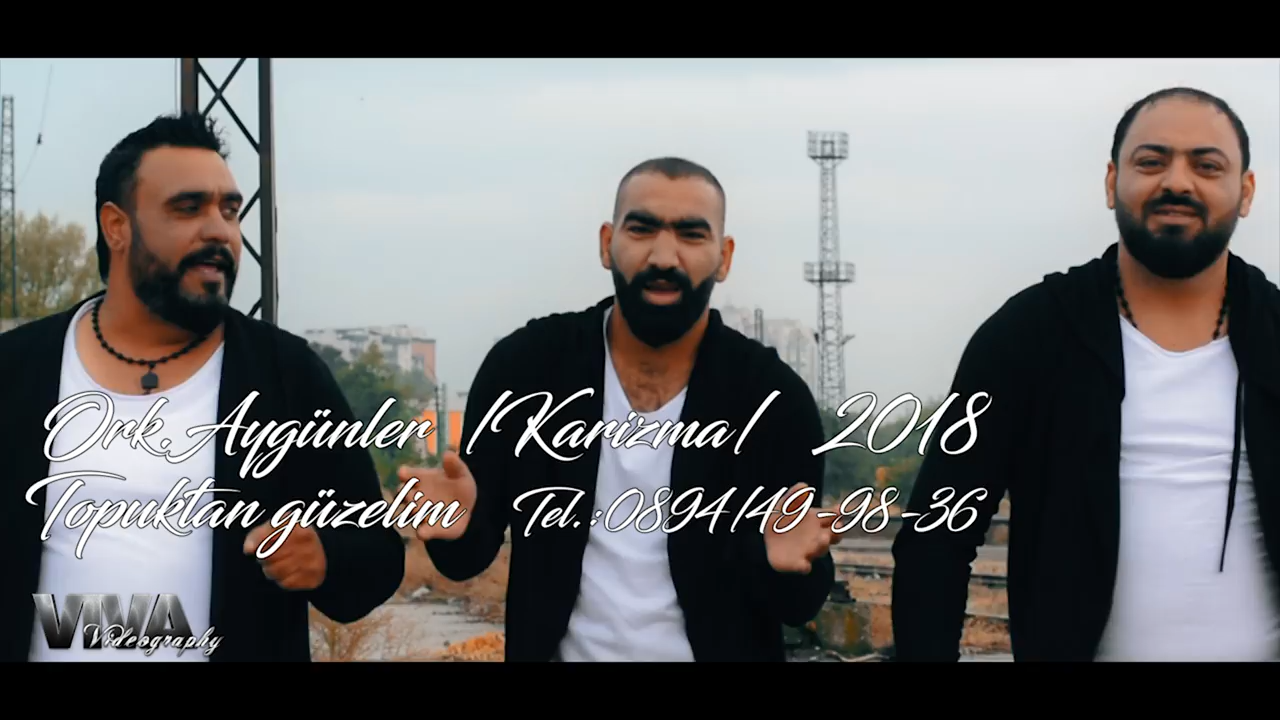 Ork.Aygünler /Karizma/ 2018
Topuktan güzelim Tel.:0894/49-98-36
VIVA
Videography